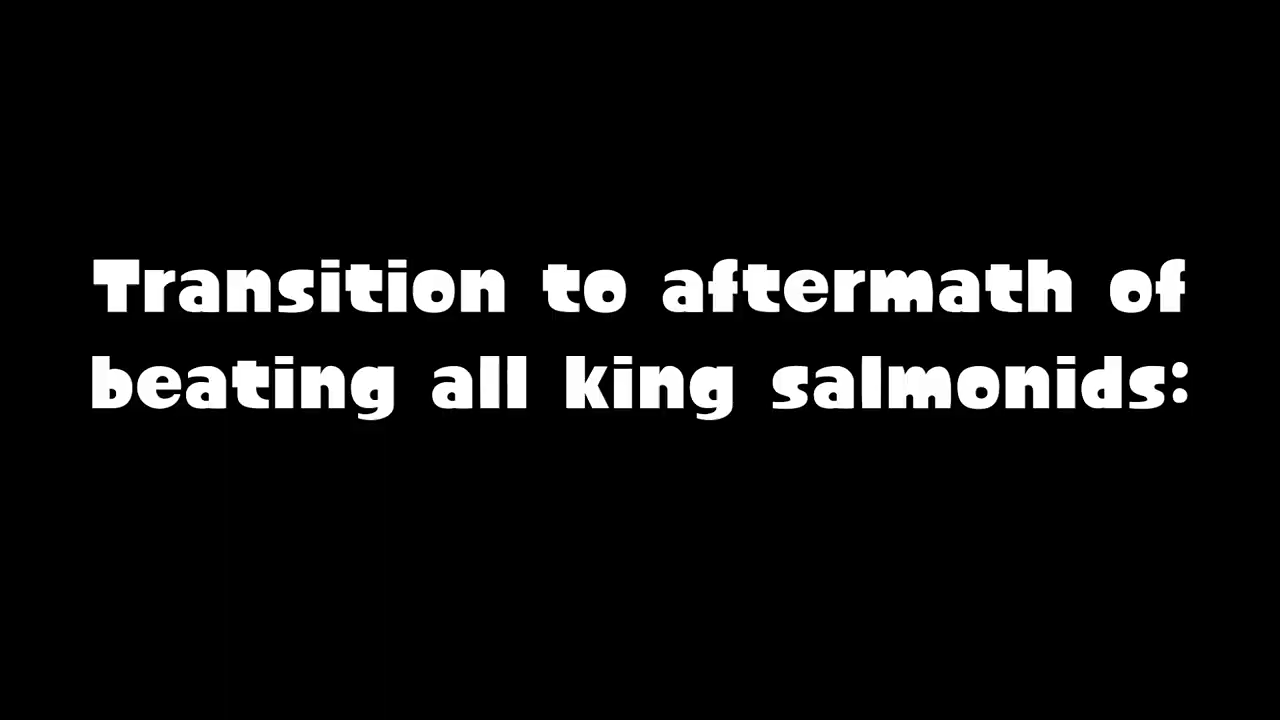 Transition to aftermath of
beating all king salmonids: